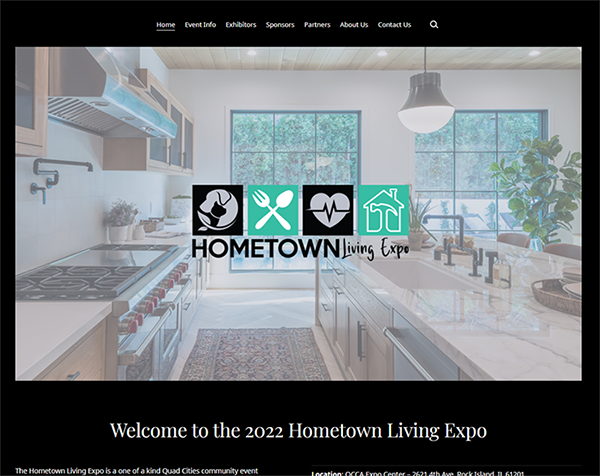 Home Event Info Exhibitors Sponsors Partners About Us Contact Us
HOMETOWN Living Expo
Welcome to the 2022 Hometown Living Expo
The Hometown Living Expo is a one of a kind Quad Cities community event
Location: QCCA Expo Center – 2621 4th Ave, Rock Island, IL 61201